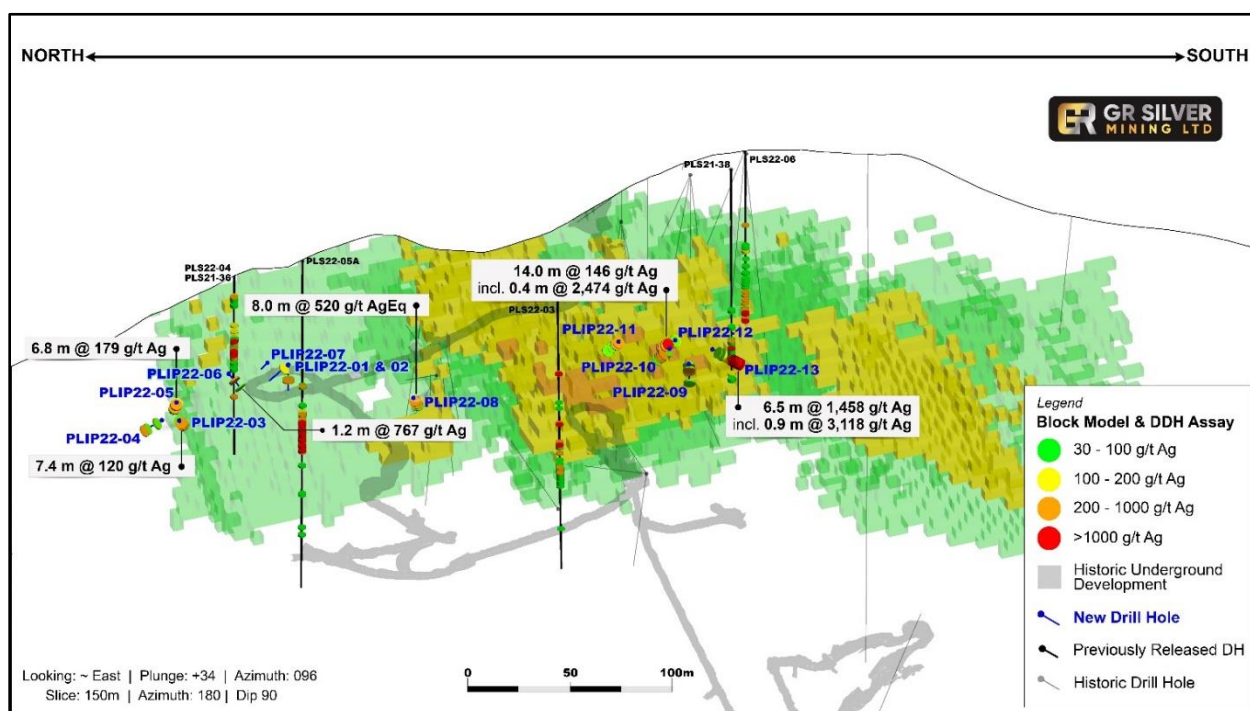 NORTH
SOUTH
GR SILVER
MINING LTD
PLS21-38
PLS22-06
PLS22-04
PLS21-36
PLS22-05A
14.0 m @ 146 g/t Ag
incl. 0.4 m @ 2,474 g/t Ag
8.0 m @ 520 g/t AgEq
PLS22-03
PLIP22-11
PLIP22-12
6.8 m @ 179 g/t Ag
PLIP22-07
PLIP22-06
PLIP22-01 & 02
PLIP22-10
PLIP22-13
PLIP22-05
PLIP22-09
PLIP22-08
PLIP22-03
PLIP22-04
1.2 m @ 767 g/t Ag
6.5 m @ 1,458 g/t Ag
incl. 0.9 m @ 3,118 g/t Ag
7.4 m @ 120 g/t Ag
Legend
Block Model & DDH Assay
30 - 100 g/t Ag
100 - 200 g/t Ag
200 - 1000 g/t Ag
>1000 g/t Ag
Historic Underground
Development
New Drill Hole
Previously Released DH
Historic Drill Hole
Looking: ~ East | Plunge: +34 | Azimuth: 096
Slice: 150m | Azimuth: 180 | Dip 90
0 50 100m